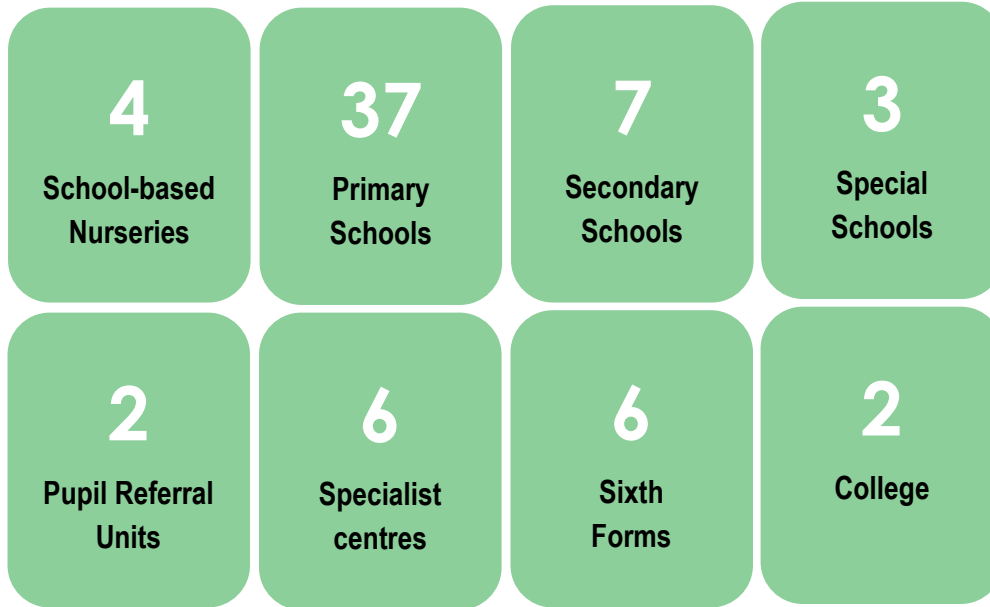 4
School-based
Nurseries
37
Primary
Schools
7
Secondary
Schools
3
Special
Schools
2
Pupil Referral
Units
6
Specialist
centres
6
Sixth
Forms
2
College